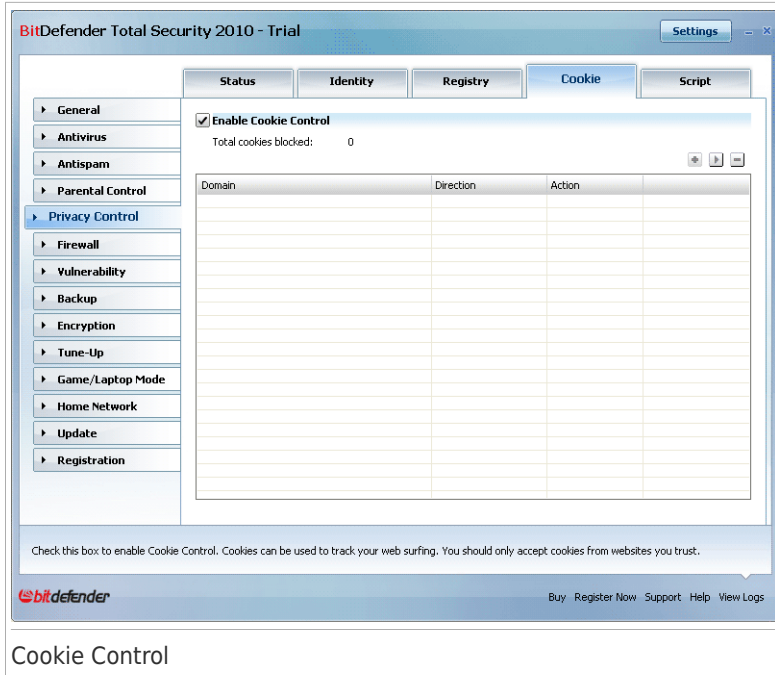 BitDefender Total Security 2010 - Trial
Settings
Status Identity Registry Cookie Script
General
Antivirus
Antispam
Parental Control
Privacy Control
Firewall
Vulnerability
Backup
Encryption
Tune-Up
Game/Laptop Mode
Home Network
Update
Registration
Enable Cookie Control
Total cookies blocked: 0
Domain Direction Action
Check this box to enable Cookie Control. Cookies can be used to track your web surfing. You should only accept cookies from websites you trust.
bitdefender
Buy Register Now Support Help View Logs
Cookie Control